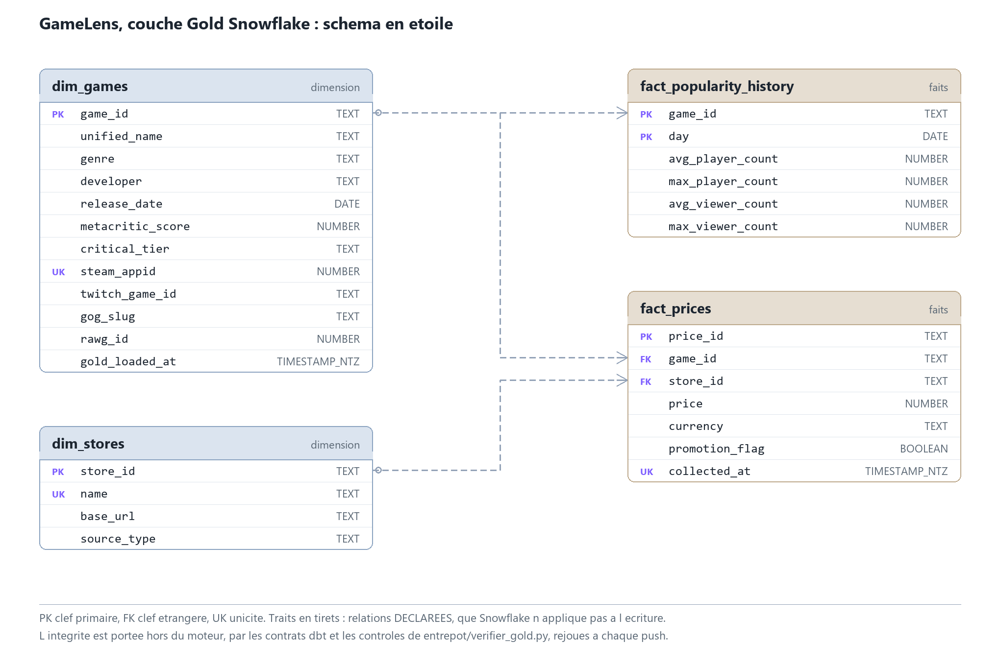 GameLens, couche Gold Snowflake : schema en etoile
dim_games dimension
PK game_id TEXT
unified_name TEXT
genre TEXT
developer TEXT
release_date DATE
metacritic_score NUMBER
critical_tier TEXT
UK steam_appid NUMBER
twitch_game_id TEXT
gog_slug TEXT
rawg_id NUMBER
gold_loaded_at TIMESTAMP_NTZ
fact_popularity_history faits
PK game_id TEXT
PK day DATE
avg_player_count NUMBER
max_player_count NUMBER
avg_viewer_count NUMBER
max_viewer_count NUMBER
fact_prices faits
PK price_id TEXT
FK game_id TEXT
FK store_id TEXT
price NUMBER
currency TEXT
promotion_flag BOOLEAN
UK collected_at TIMESTAMP_NTZ
dim_stores dimension
PK store_id TEXT
UK name TEXT
base_url TEXT
source_type TEXT
PK clef primaire, FK clef etrangere, UK unicite. Traits en tirets : relations DECLAREES, que Snowflake n applique pas a l ecriture.
L integrite est portee hors du moteur, par les contrats dbt et les controles de entrepot/verifier_gold.py, rejoues a chaque push.